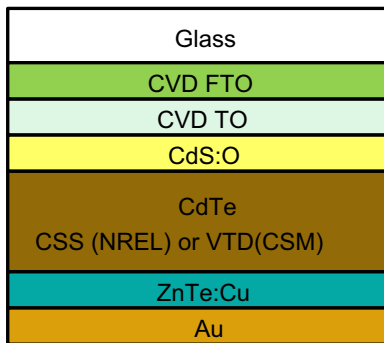 Glass
CVD FTO
CVD TO
CdS:O
CdTe
CSS (NREL) or VTD(CSM)
ZnTe:Cu
Au